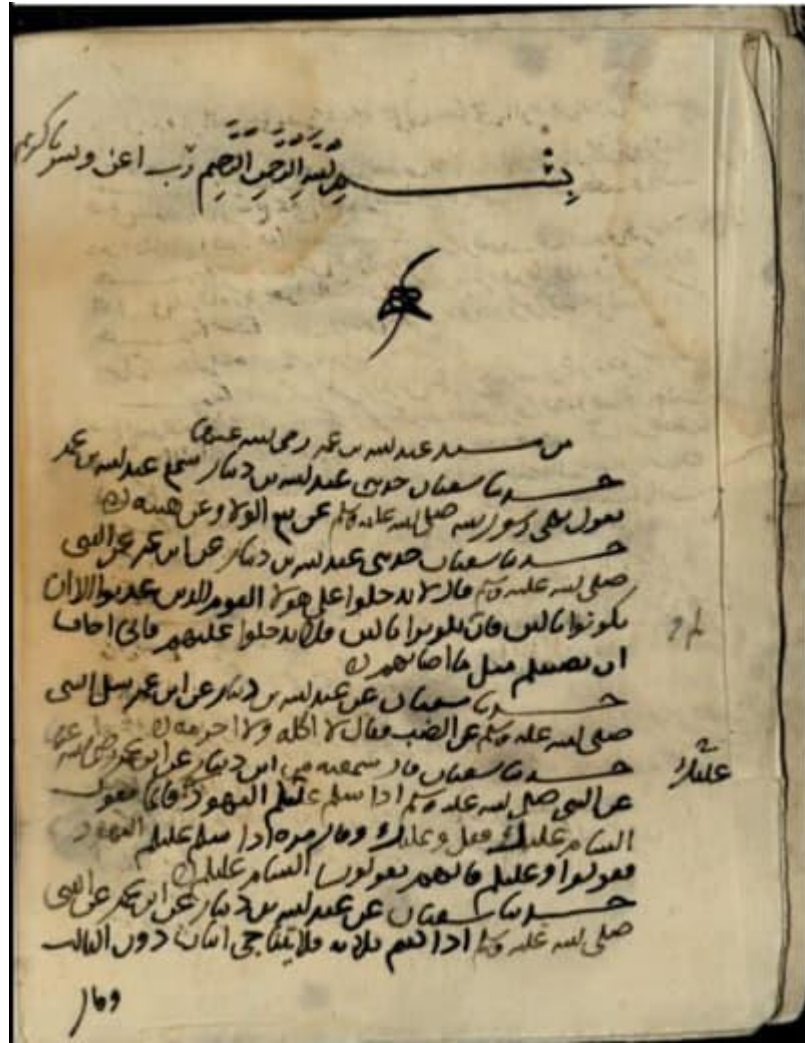 بسم الله الرحمن الرحيم رب اعن ويسر يا كريم
من مسند عبد الله بن عمر رضي الله عنهما
حدثنا سفيان حدثني عبد الله بن دينار سمع عبد الله بن عمر
يقول نهى رسول الله صلى الله عليه وسلم عن بيع الولاء وعن هبته
حدثنا سفيان حدثني عبد الله بن دينار عن ابن عمر عن النبي
صلى الله عليه وسلم قال لا تدخلوا على هولا القوم الذين عذبوا الا ان
تكونوا باكين فان لم تكونوا باكين فلا تدخلوا عليهم فاني اخاف
ان يصيبكم مثل ما اصابهم
حدثنا سفيان عن عبد الله بن دينار عن ابن عمر سئل النبي
صلى الله عليه وسلم عن الضب فقال لا اكله ولا احرمه
حدثنا سفيان قال سمعته من ابن دينار عن ابن عمر رضي الله عنهما
عن النبي صلى الله عليه وسلم اذا سلم عليكم اليهودي فانما يقول
السام عليك فقل وعليك وقال مرة اذا سلم عليكم اليهود
فقولوا وعليكم فانهم يقولون السام عليكم
عليك
حدثنا سفيان عن عبد الله بن دينار عن ابن عمر عن النبي
صلى الله عليه وسلم اذا كنتم ثلاثة فلا يتناجى اثنان دون الثالث
وقال